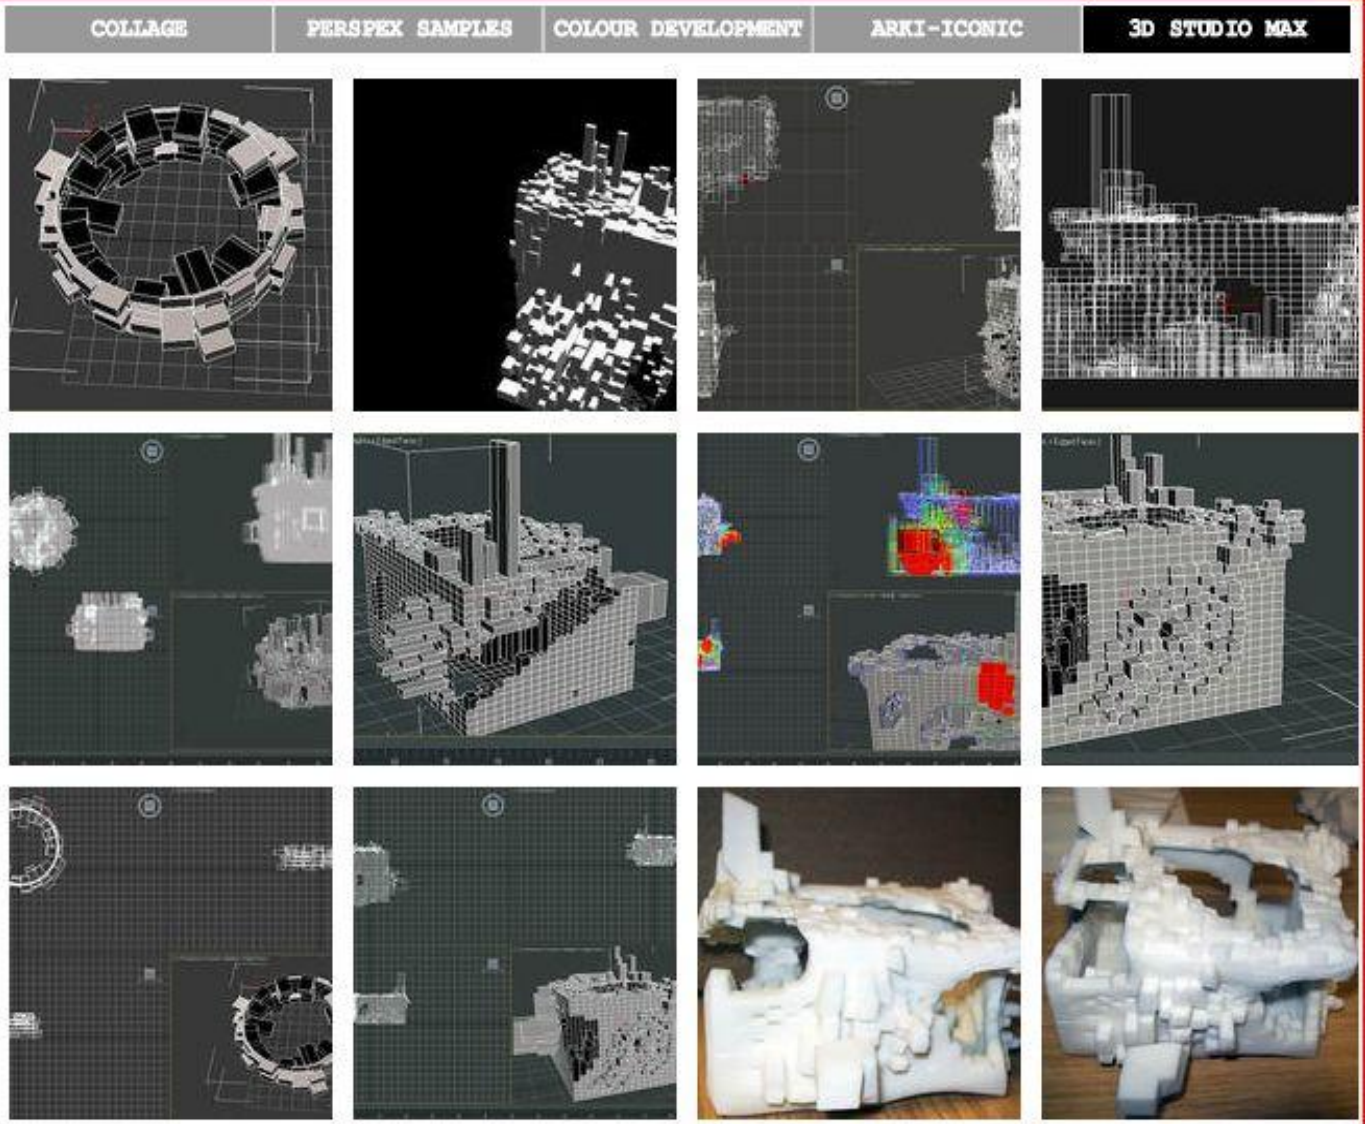 COLLAGE
PERSPEX SAMPLES
COLOUR DEVELOPMENT
ARKI-ICONIC
3D STUDIO MAX